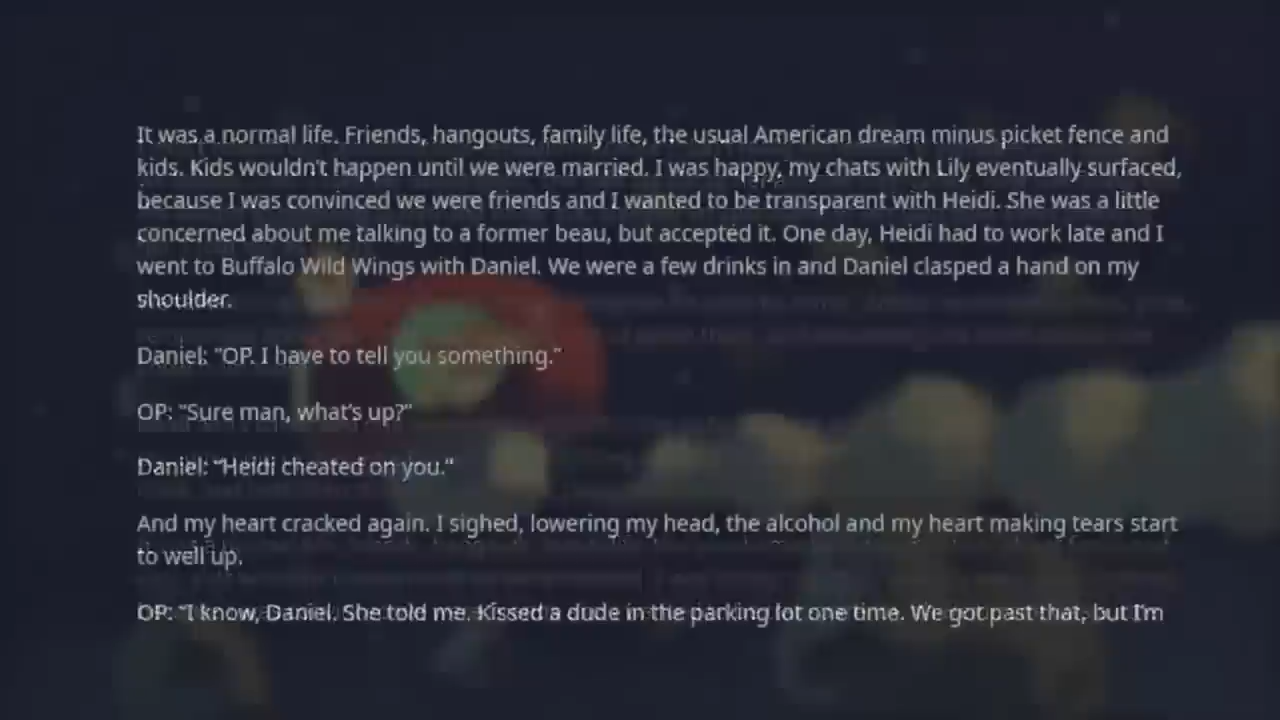 It was a normal life. Friends, hangouts, family life, the usual American dream minus picket fence and
kids. Kids wouldn't happen until we were married. I was happy, my chats with Lily eventually surfaced,
because I was convinced we were friends and I wanted to be transparent with Heidi. She was a little
concerned about me talking to a former beau, but accepted it. One day, Heidi had to work late and I
went to Buffalo Wild Wings with Daniel. We were a few drinks in and Daniel clasped a hand on my
shoulder.
Daniel: "OP. I have to tell you something."
OP: "Sure man, what's up?"
Daniel: "Heidi cheated on you."
And my heart cracked again. I sighed, lowering my head, the alcohol and my heart making tears start
to well up.
OP: "I know, Daniel. She told me. Kissed a dude in the parking lot one time. We got past that, but I'm